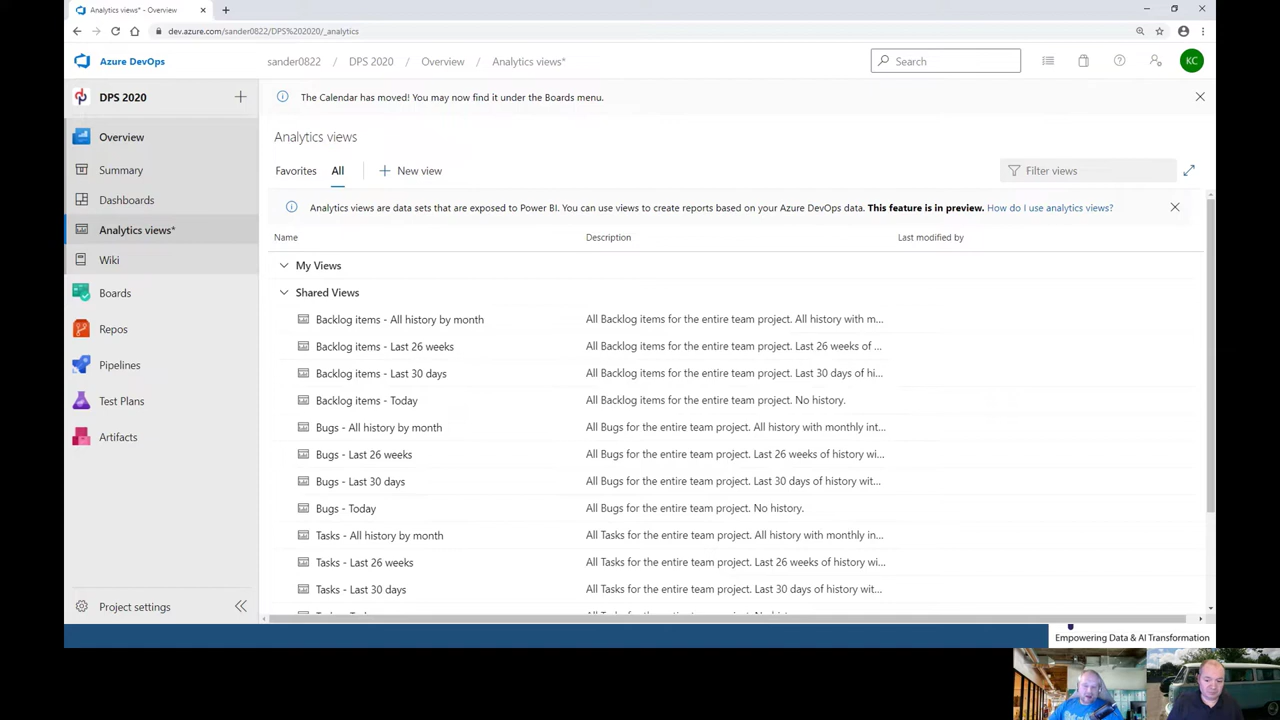 Analytics views* - Overview
dev.azure.com/sander0822/DPS%202020/_analytics
Azure DevOps
sander0822 / DPS 2020 / Overview / Analytics views*
Search
KC
DPS 2020
The Calendar has moved! You may now find it under the Boards menu.
Overview
Summary
Dashboards
Analytics views*
Wiki
Boards
Repos
Pipelines
Test Plans
Artifacts
Project settings
Analytics views
Favorites All New view
Filter views
Analytics views are data sets that are exposed to Power BI. You can use views to create reports based on your Azure DevOps data. This feature is in preview. How do I use analytics views?
Name Description Last modified by
My Views
Shared Views
Backlog items - All history by month All Backlog items for the entire team project. All history with m...
Backlog items - Last 26 weeks All Backlog items for the entire team project. Last 26 weeks of ...
Backlog items - Last 30 days All Backlog items for the entire team project. Last 30 days of hi...
Backlog items - Today All Backlog items for the entire team project. No history.
Bugs - All history by month All Bugs for the entire team project. All history with monthly int...
Bugs - Last 26 weeks All Bugs for the entire team project. Last 26 weeks of history wi...
Bugs - Last 30 days All Bugs for the entire team project. Last 30 days of history wit...
Bugs - Today All Bugs for the entire team project. No history.
Tasks - All history by month All Tasks for the entire team project. All history with monthly in...
Tasks - Last 26 weeks All Tasks for the entire team project. Last 26 weeks of history wi...
Tasks - Last 30 days All Tasks for the entire team project. Last 30 days of history wit...
Empowering Data & AI Transformation